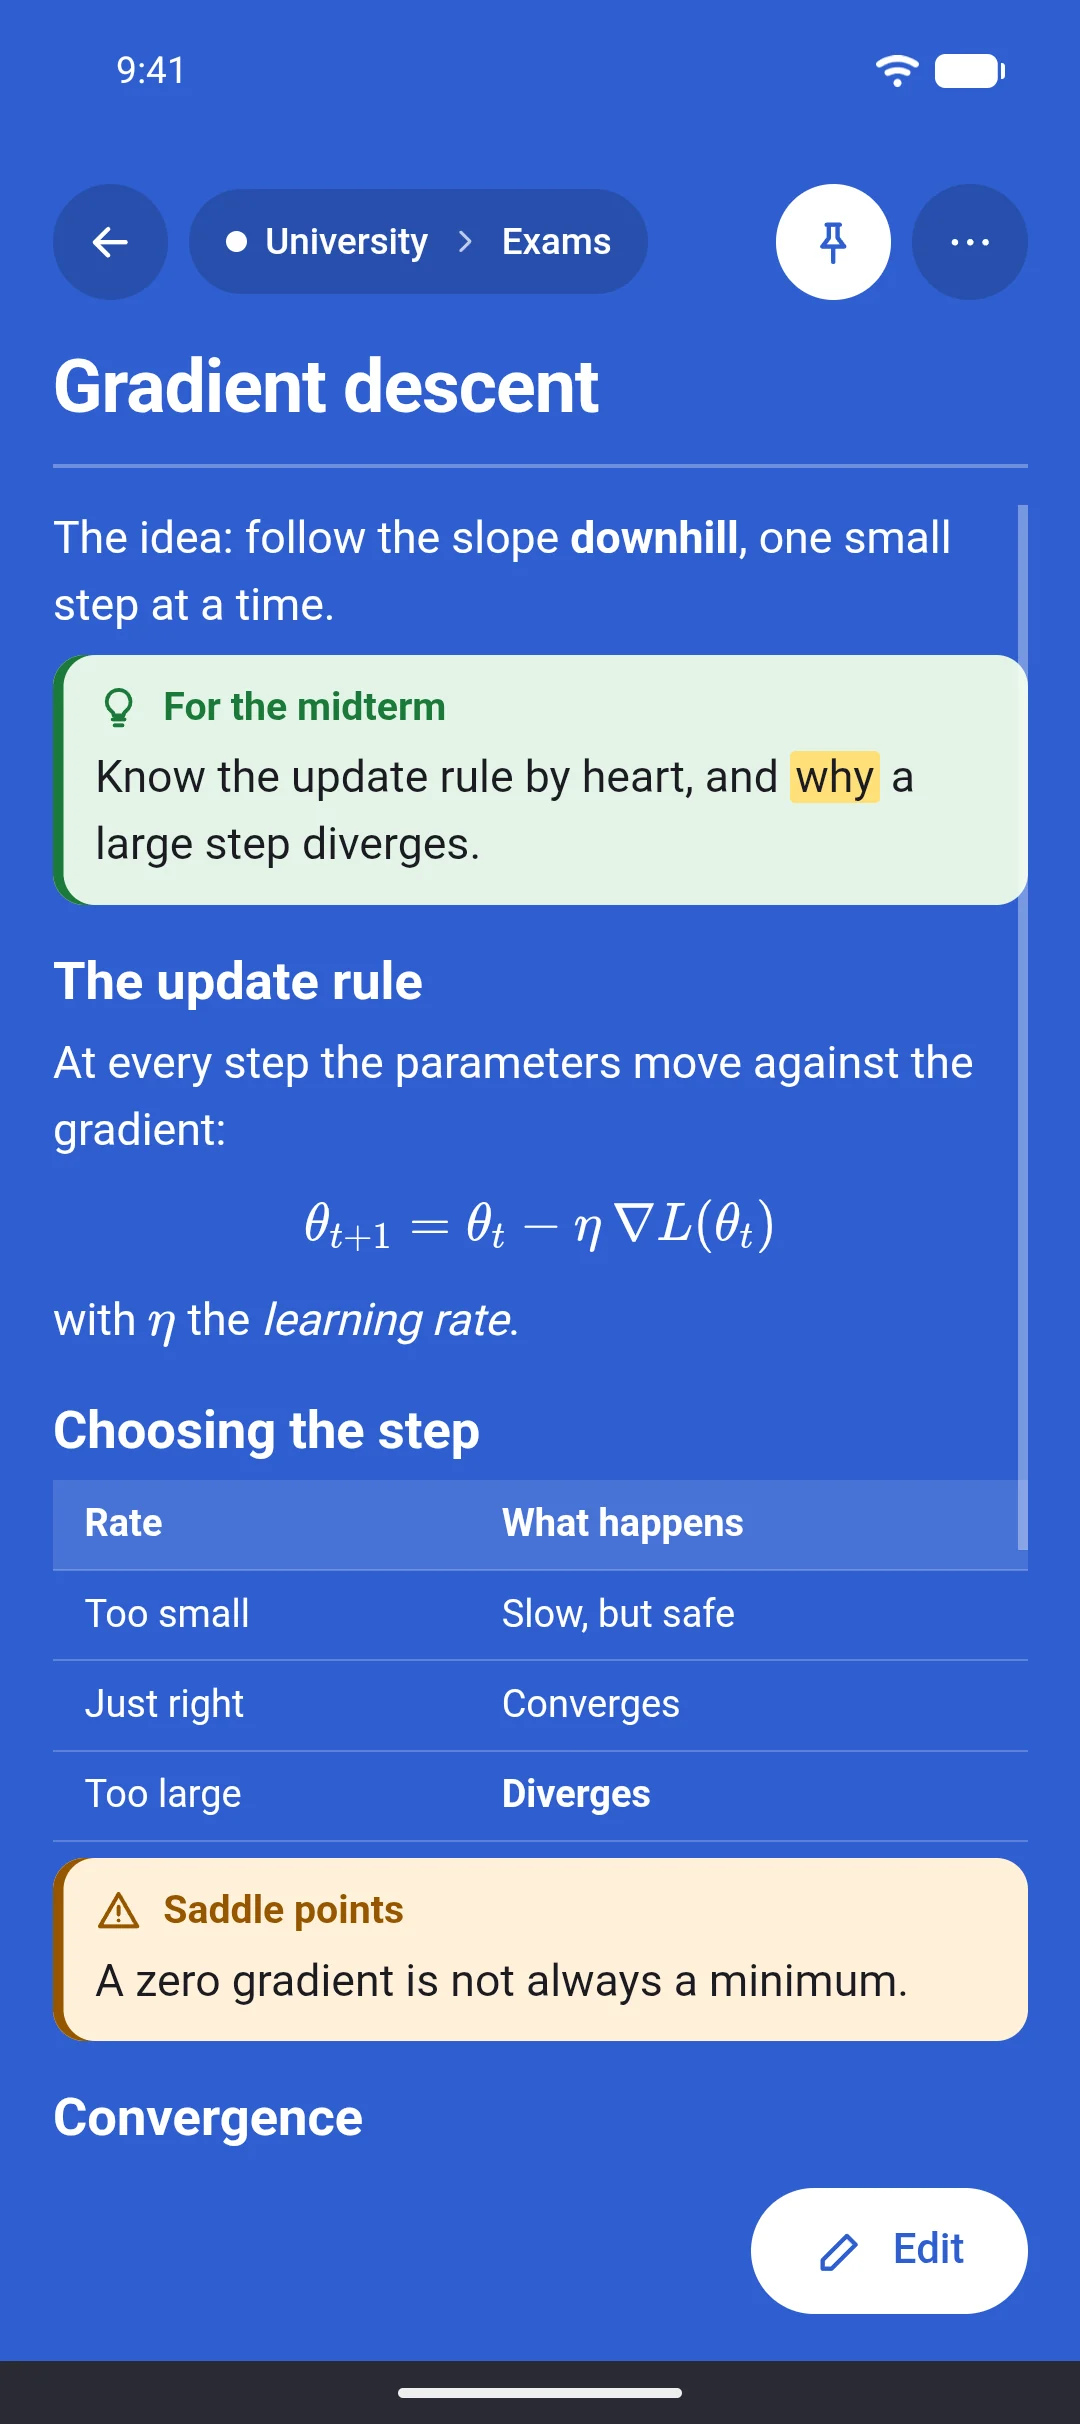 9:41
University > Exams
Gradient descent
The idea: follow the slope downhill, one small
step at a time.
For the midterm
Know the update rule by heart, and why a
large step diverges.
The update rule
At every step the parameters move against the
gradient:
θ_{t+1} = θ_t − η ∇L(θ_t)
with η the learning rate.
Choosing the step
Rate What happens
Too small Slow, but safe
Just right Converges
Too large Diverges
Saddle points
A zero gradient is not always a minimum.
Convergence
Edit